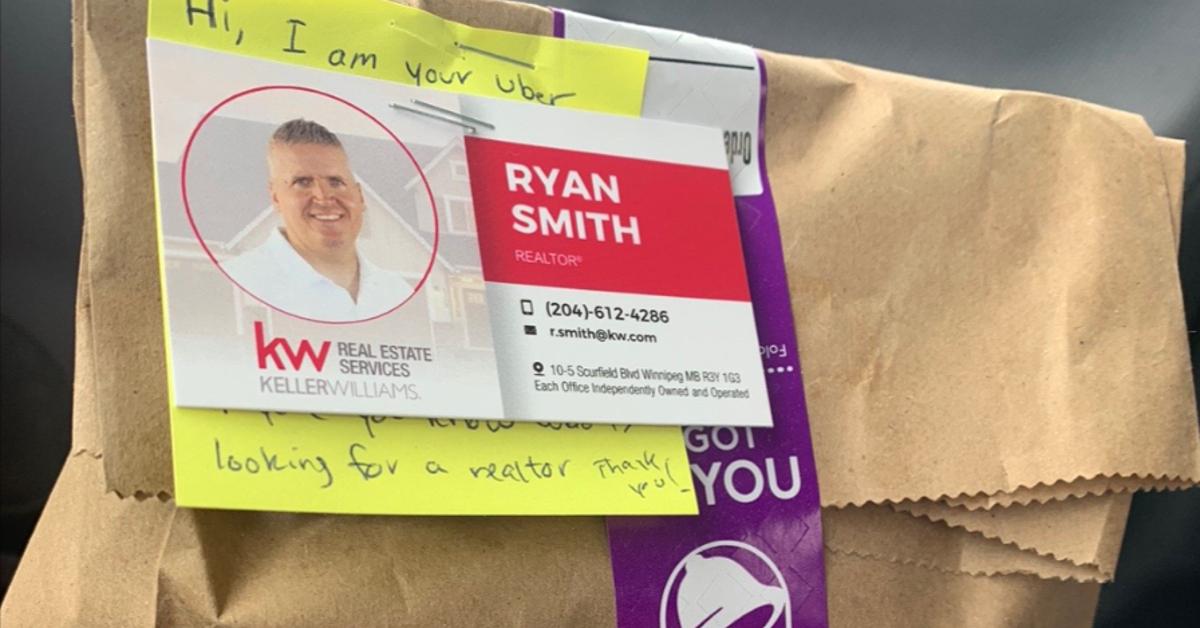 Hi, I am your uber
RYAN
SMITH
REALTOR®
(204)-612-4286
r.smith@kw.com
10-5 Scurfield Blvd Winnipeg MB R3Y 1G3
Each Office Independently Owned and Operated
kw REAL ESTATE
SERVICES
KELLERWILLIAMS.
you know
looking for a realtor Thank
you!
GOT
YOU